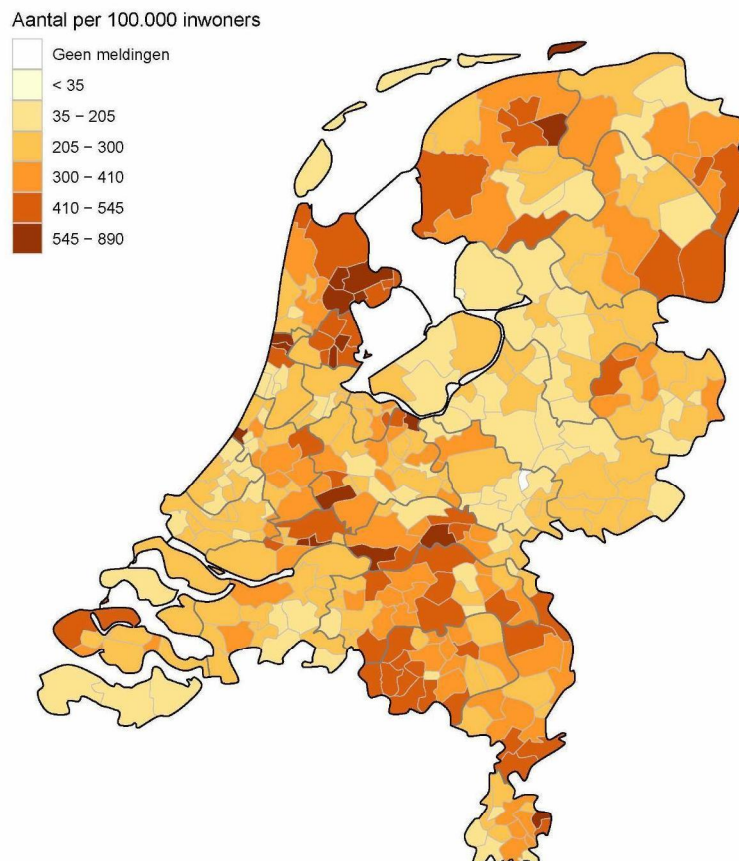 Aantal per 100.000 inwoners
Geen meldingen
< 35
35 – 205
205 – 300
300 – 410
410 – 545
545 – 890